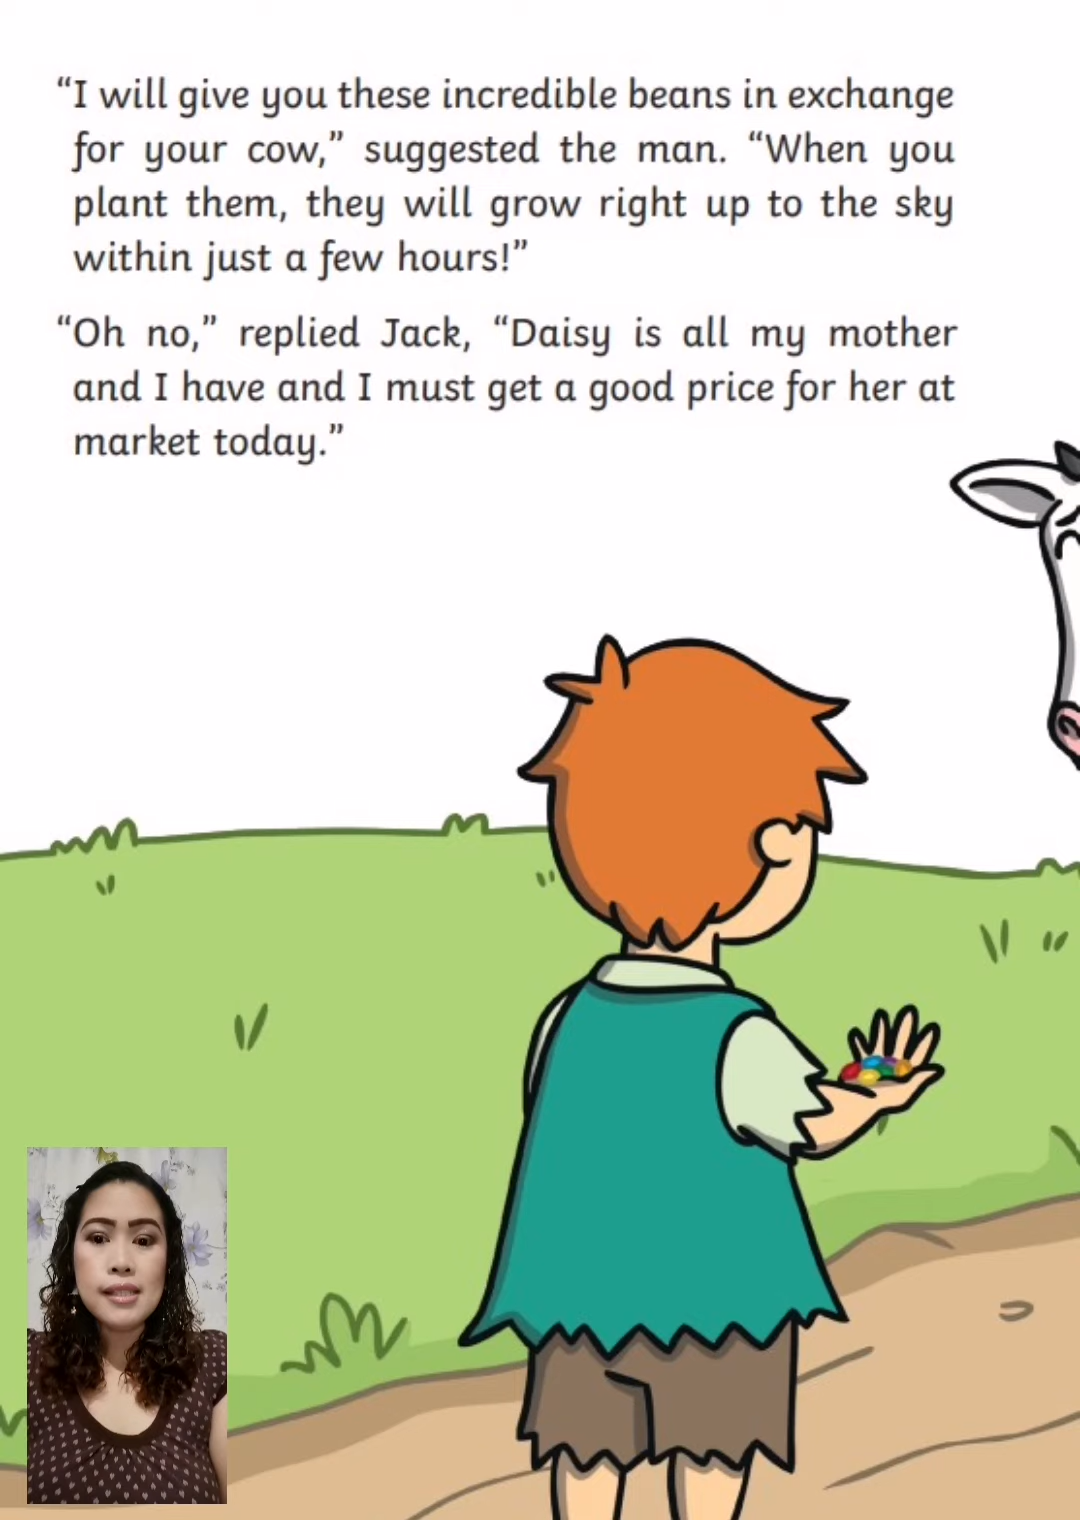 “I will give you these incredible beans in exchange
for your cow,” suggested the man. “When you
plant them, they will grow right up to the sky
within just a few hours!”
“Oh no,” replied Jack, “Daisy is all my mother
and I have and I must get a good price for her at
market today.”